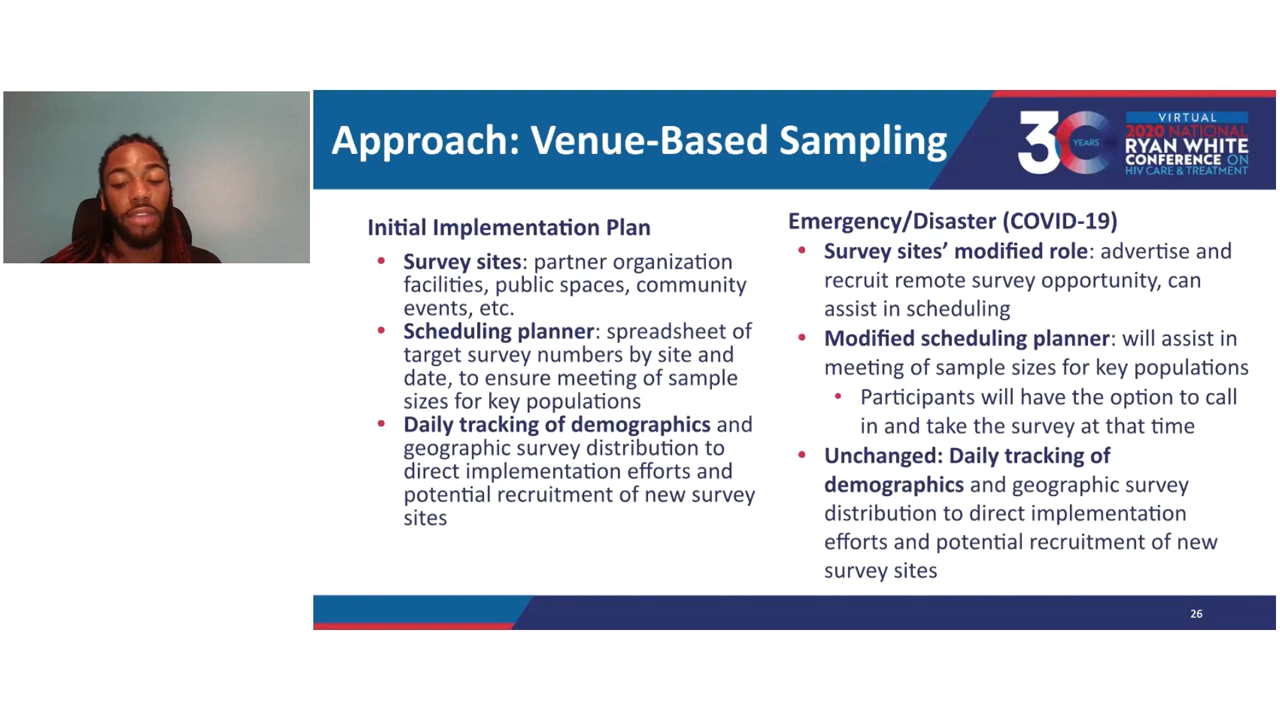 Approach: Venue-Based Sampling
30
YEARS
VIRTUAL
2020 NATIONAL
RYAN WHITE
CONFERENCE ON
HIV CARE & TREATMENT
Initial Implementation Plan
• Survey sites: partner organization
facilities, public spaces, community
events, etc.
• Scheduling planner: spreadsheet of
target survey numbers by site and
date, to ensure meeting of sample
sizes for key populations
• Daily tracking of demographics and
geographic survey distribution to
direct implementation efforts and
potential recruitment of new survey
sites
Emergency/Disaster (COVID-19)
• Survey sites’ modified role: advertise and
recruit remote survey opportunity, can
assist in scheduling
• Modified scheduling planner: will assist in
meeting of sample sizes for key populations
• Participants will have the option to call
in and take the survey at that time
• Unchanged: Daily tracking of
demographics and geographic survey
distribution to direct implementation
efforts and potential recruitment of new
survey sites
26